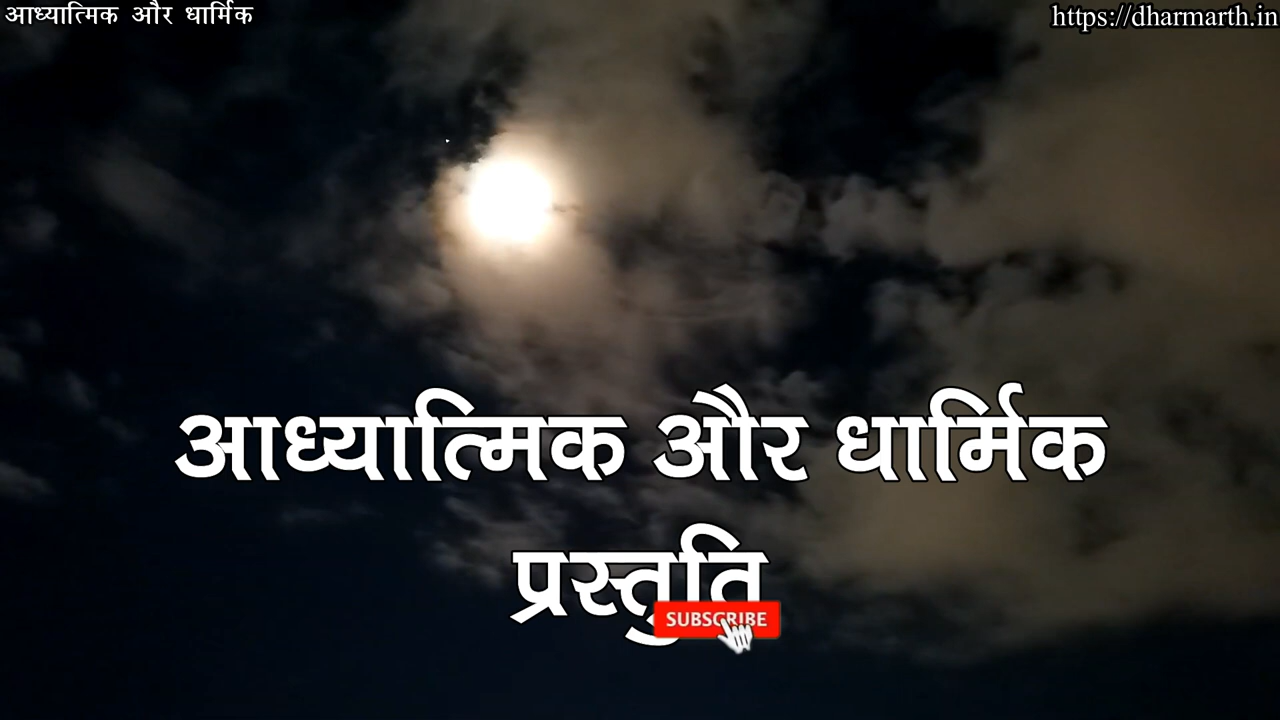 आध्यात्मिक और धार्मिक
https://dharmarth.in
आध्यात्मिक और धार्मिक
प्रस्तुति
SUBSCRIBE